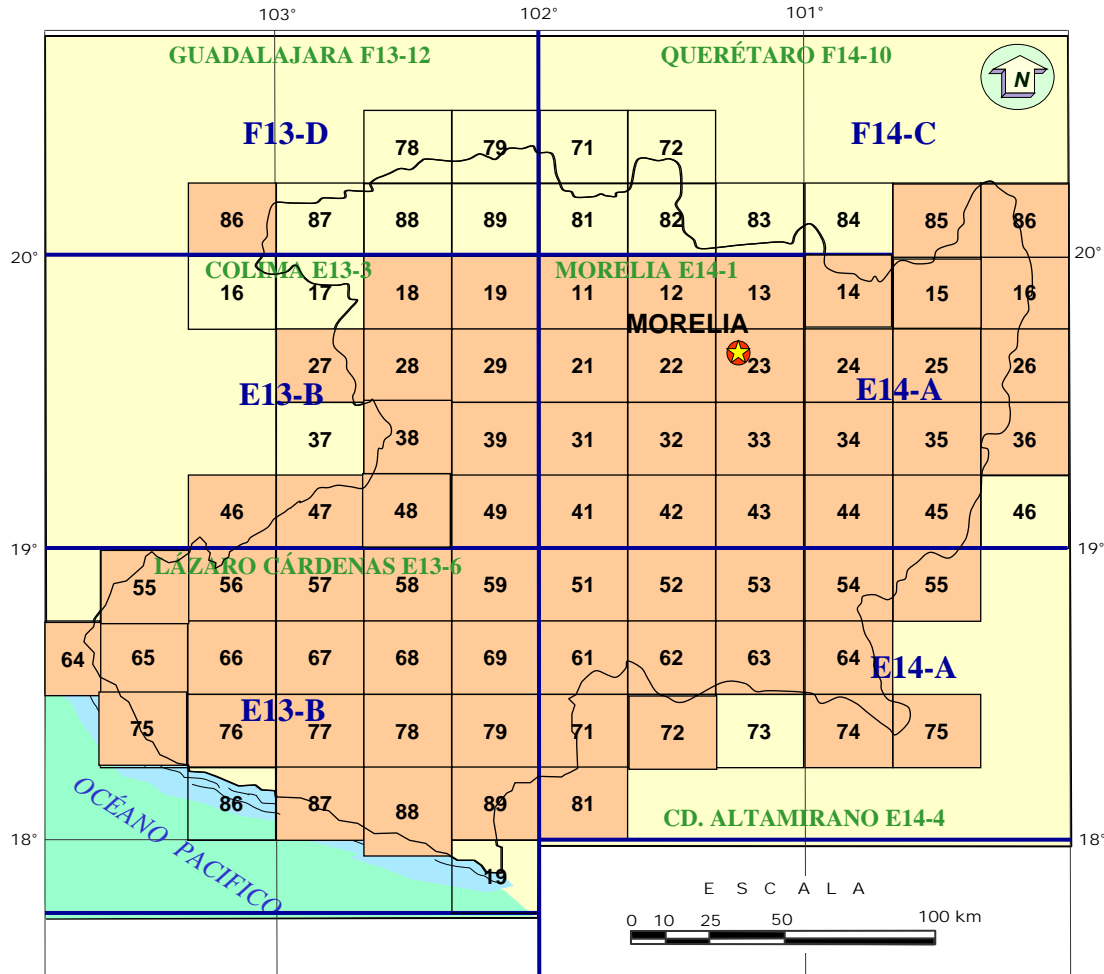 103° 102° 101°
GUADALAJARA F13-12 QUERÉTARO F14-10
N
F13-D F14-C
78 79 71 72
86 87 88 89 81 82 83 84 85 86
20° 20°
COLIMA E13-3 MORELIA E14-1
16 17 18 19 11 12 13 14 15 16
MORELIA
27 28 29 21 22 23 24 25 26
E13-B E14-A
37 38 39 31 32 33 34 35 36
46 47 48 49 41 42 43 44 45 46
19° 19°
LÁZARO CÁRDENAS E13-6
55 56 57 58 59 51 52 53 54 55
64 65 66 67 68 69 61 62 63 64
E14-A
E13-B
75 76 77 78 79 71 72 73 74 75
86 87 88 89 81
OCÉANO PACIFICO
CD. ALTAMIRANO E14-4
18° 18°
19
E S C A L A
0 10 25 50 100 km